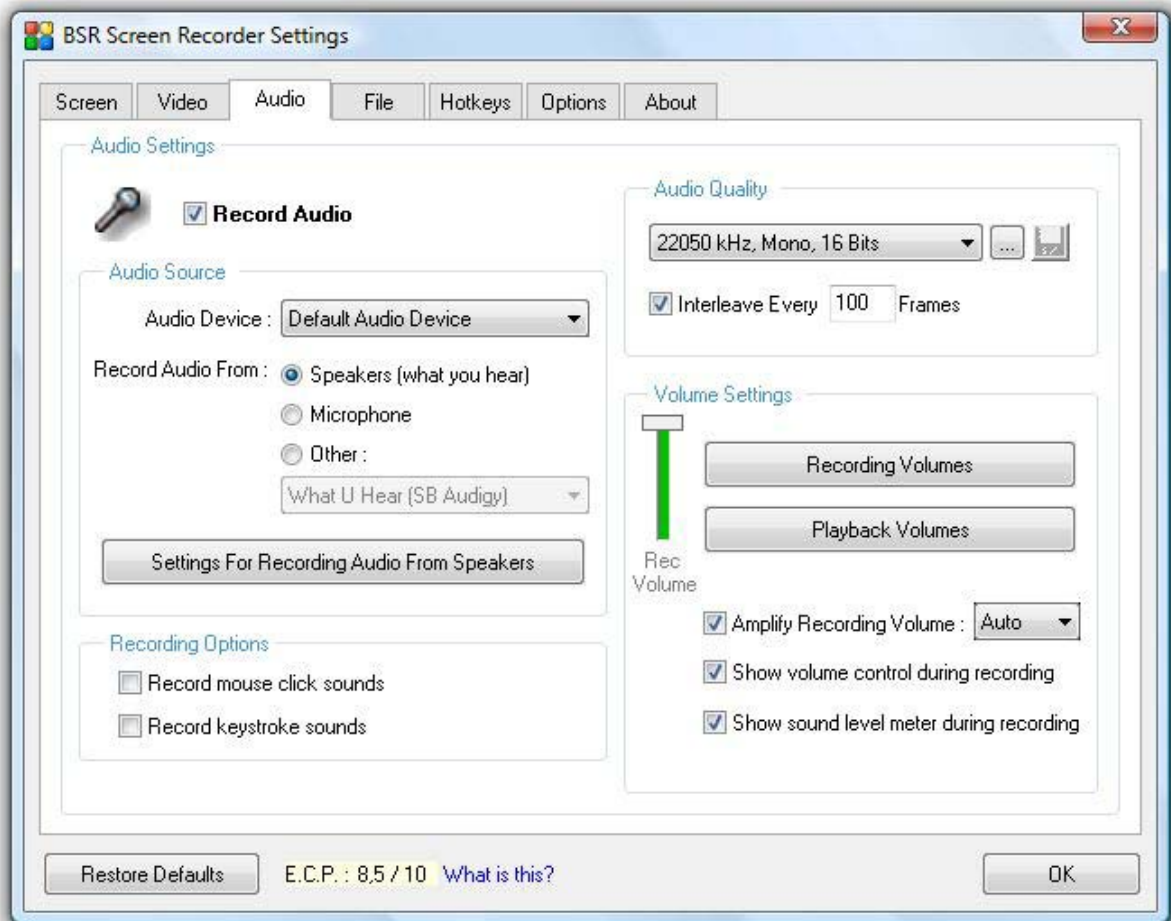 BSR Screen Recorder Settings
Screen Video Audio File Hotkeys Options About
Audio Settings
Record Audio
Audio Source
Audio Device : Default Audio Device
Record Audio From : Speakers (what you hear)
Microphone
Other :
What U Hear (SB Audigy)
Settings For Recording Audio From Speakers
Recording Options
Record mouse click sounds
Record keystroke sounds
Audio Quality
22050 kHz, Mono, 16 Bits ...
Interleave Every 100 Frames
Volume Settings
Recording Volumes
Playback Volumes
Rec
Volume
Amplify Recording Volume : Auto
Show volume control during recording
Show sound level meter during recording
Restore Defaults E.C.P. : 8,5 / 10 What is this? OK